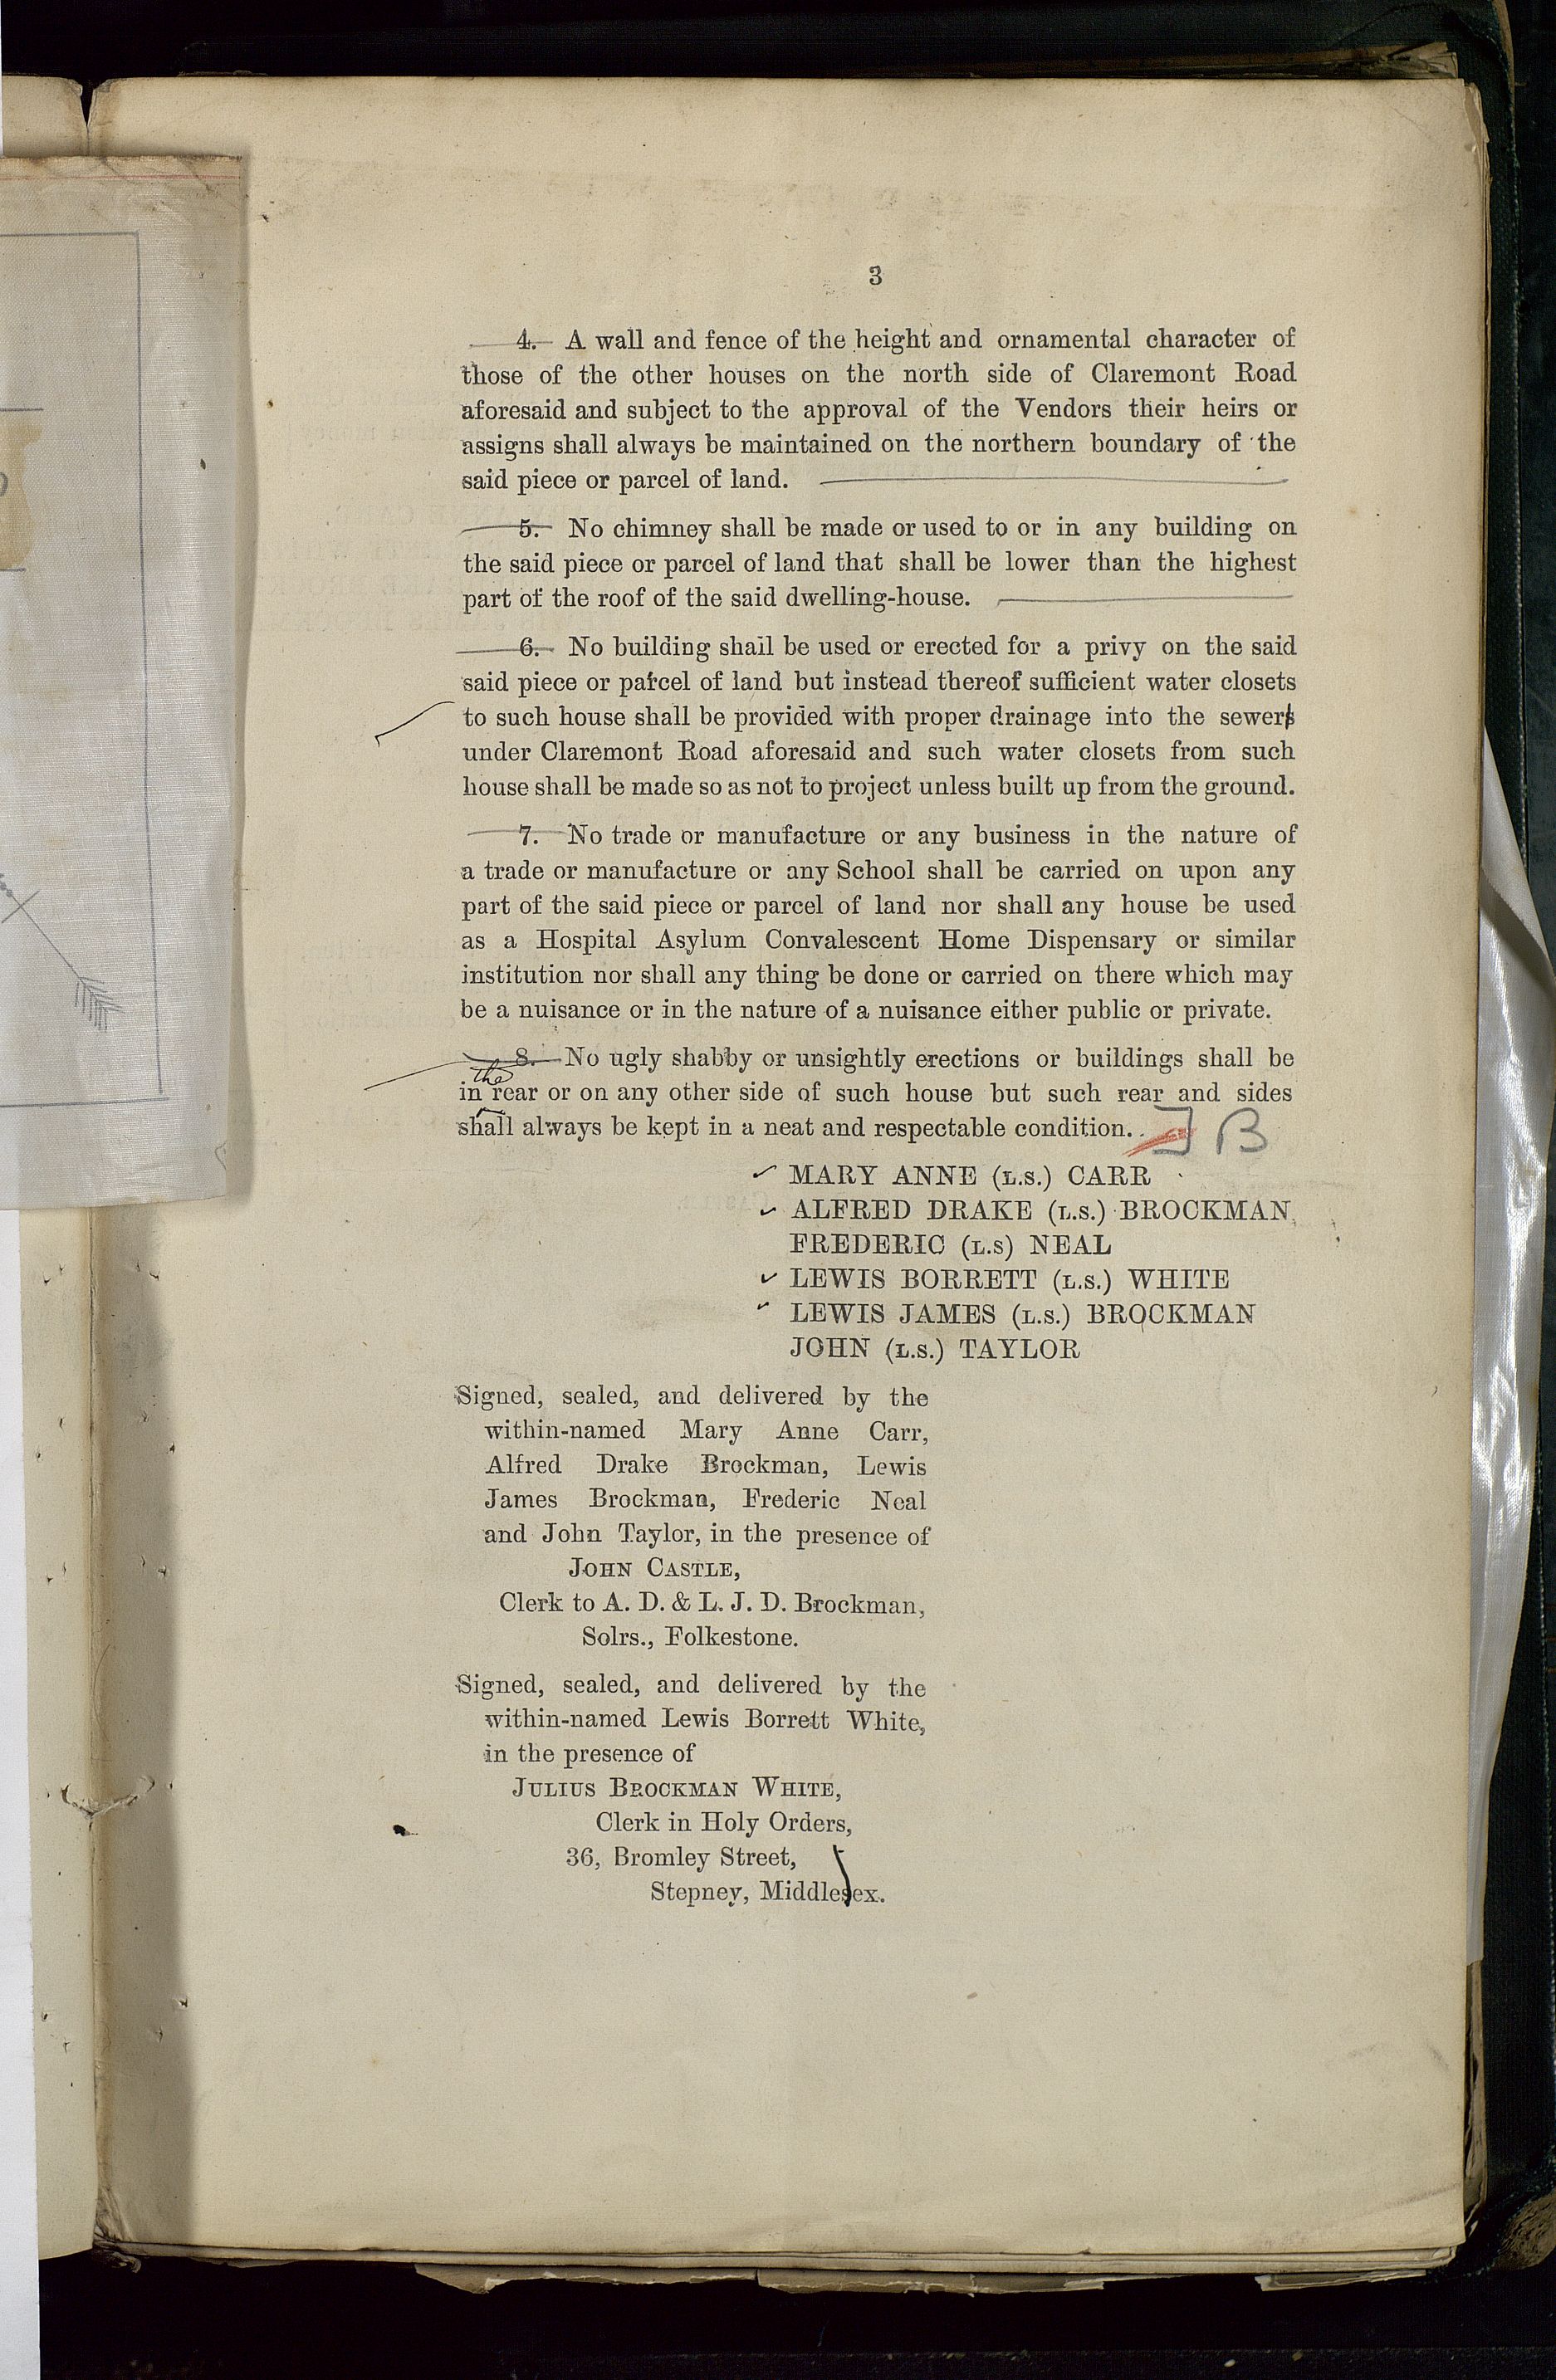 3
4. A wall and fence of the height and ornamental character of
those of the other houses on the north side of Claremont Road
aforesaid and subject to the approval of the Vendors their heirs or
assigns shall always be maintained on the northern boundary of the
said piece or parcel of land.
5. No chimney shall be made or used to or in any building on
the said piece or parcel of land that shall be lower than the highest
part of the roof of the said dwelling-house.
6. No building shall be used or erected for a privy on the said
said piece or parcel of land but instead thereof sufficient water closets
to such house shall be provided with proper drainage into the sewers
under Claremont Road aforesaid and such water closets from such
house shall be made so as not to project unless built up from the ground.
7. No trade or manufacture or any business in the nature of
a trade or manufacture or any School shall be carried on upon any
part of the said piece or parcel of land nor shall any house be used
as a Hospital Asylum Convalescent Home Dispensary or similar
institution nor shall any thing be done or carried on there which may
be a nuisance or in the nature of a nuisance either public or private.
8. No ugly shabby or unsightly erections or buildings shall be
in the rear or on any other side of such house but such rear and sides
shall always be kept in a neat and respectable condition. ] B
MARY ANNE (L.S.) CARR
ALFRED DRAKE (L.S.) BROCKMAN
FREDERIC (L.S) NEAL
LEWIS BORRETT (L.S.) WHITE
LEWIS JAMES (L.S.) BROCKMAN
JOHN (L.S.) TAYLOR
Signed, sealed, and delivered by the
within-named Mary Anne Carr,
Alfred Drake Brockman, Lewis
James Brockman, Frederic Neal
and John Taylor, in the presence of
JOHN CASTLE,
Clerk to A. D. & L. J. D. Brockman,
Solrs., Folkestone.
Signed, sealed, and delivered by the
within-named Lewis Borrett White,
in the presence of
JULIUS BROCKMAN WHITE,
Clerk in Holy Orders,
36, Bromley Street,
Stepney, Middlesex.